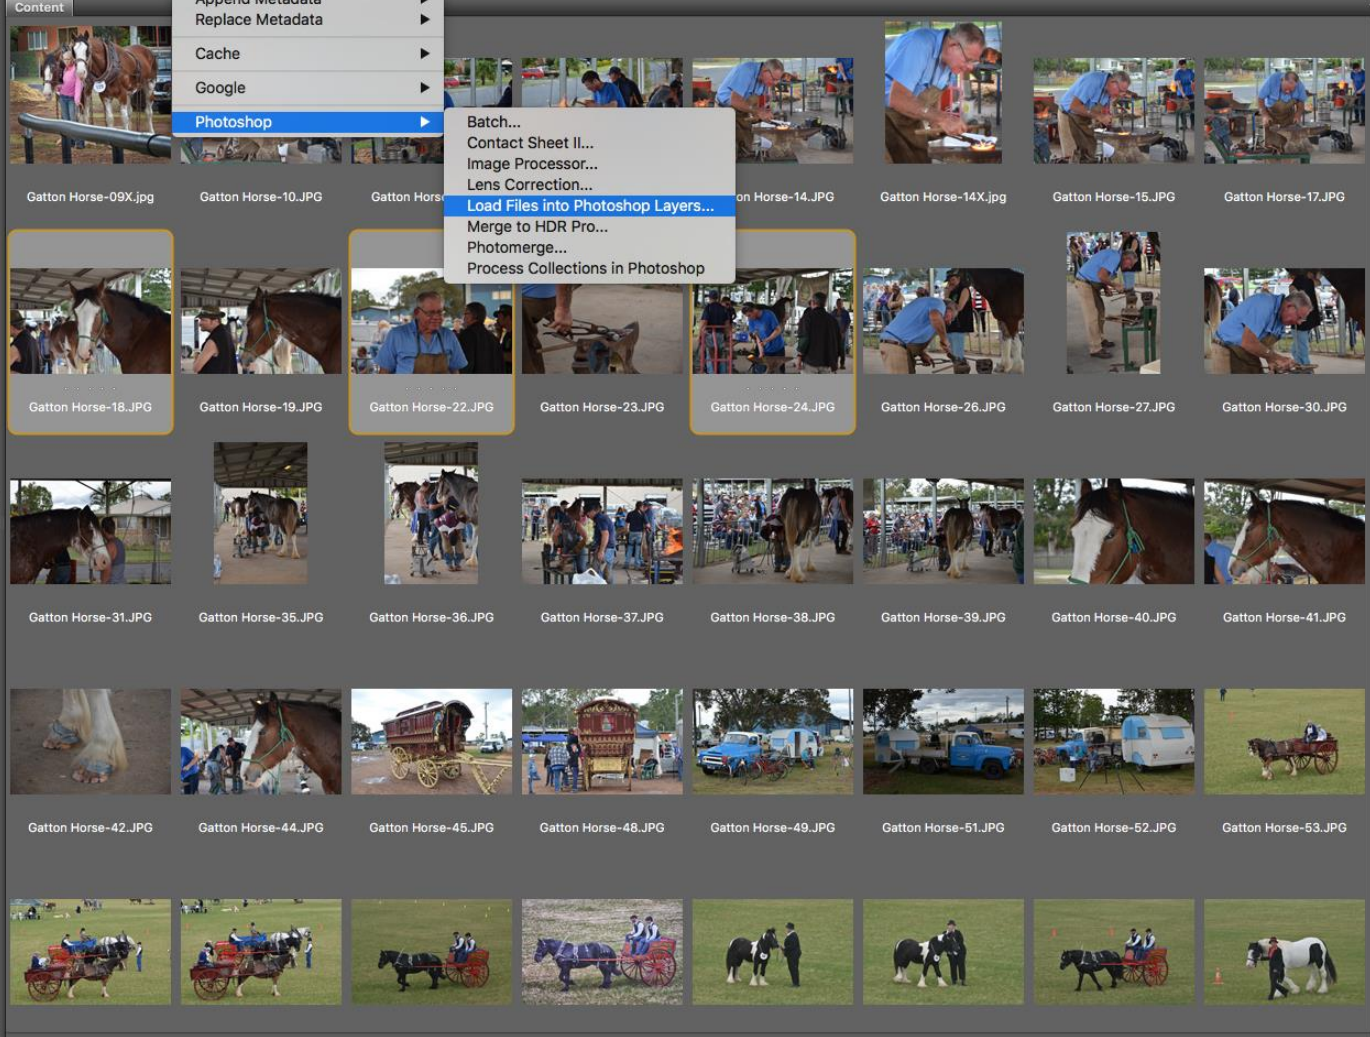 Content
Append Metadata
Replace Metadata
Cache
Google
Photoshop
Batch...
Contact Sheet II...
Image Processor...
Lens Correction...
Load Files into Photoshop Layers...
Merge to HDR Pro...
Photomerge...
Process Collections in Photoshop
Gatton Horse-09X.jpg
Gatton Horse-10.JPG
Gatton Horse
on Horse-14.JPG
Gatton Horse-14X.jpg
Gatton Horse-15.JPG
Gatton Horse-17.JPG
Gatton Horse-18.JPG
Gatton Horse-19.JPG
Gatton Horse-22.JPG
Gatton Horse-23.JPG
Gatton Horse-24.JPG
Gatton Horse-26.JPG
Gatton Horse-27.JPG
Gatton Horse-30.JPG
Gatton Horse-31.JPG
Gatton Horse-35.JPG
Gatton Horse-36.JPG
Gatton Horse-37.JPG
Gatton Horse-38.JPG
Gatton Horse-39.JPG
Gatton Horse-40.JPG
Gatton Horse-41.JPG
Gatton Horse-42.JPG
Gatton Horse-44.JPG
Gatton Horse-45.JPG
Gatton Horse-48.JPG
Gatton Horse-49.JPG
Gatton Horse-51.JPG
Gatton Horse-52.JPG
Gatton Horse-53.JPG